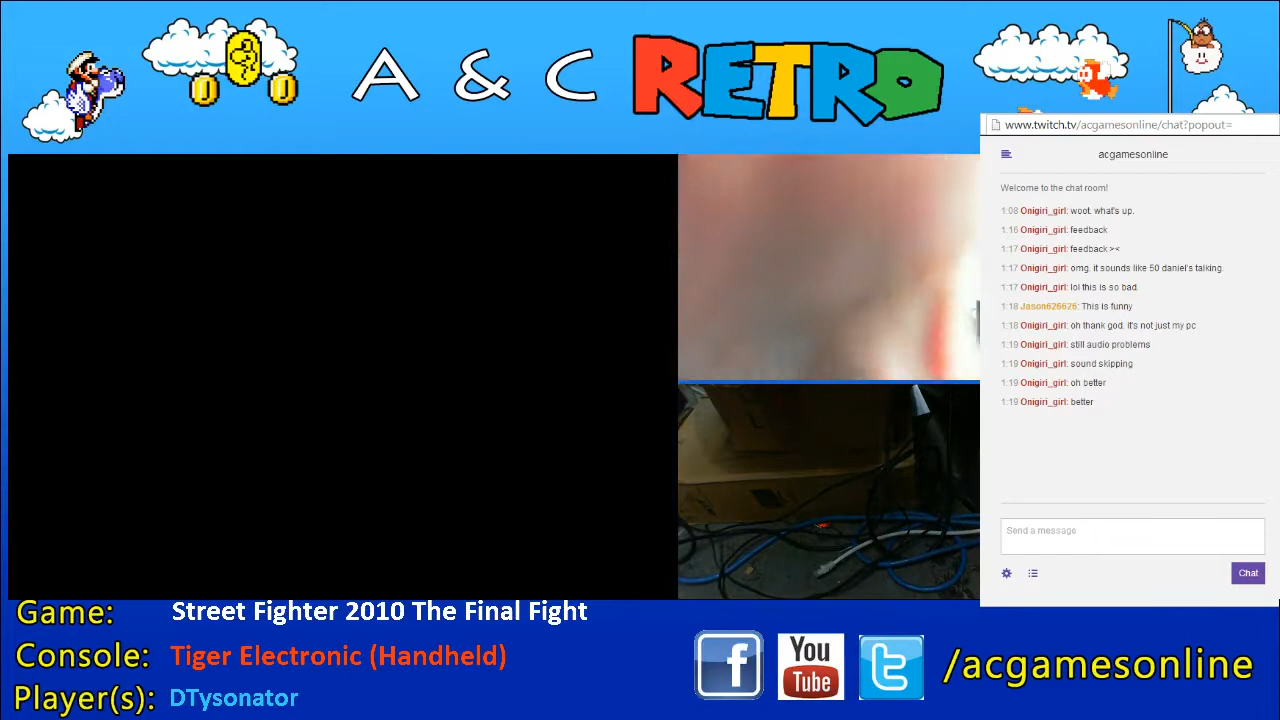 A & C RETRO
www.twitch.tv/acgamesonline/chat?popout=
acgamesonline
Welcome to the chat room!
1:08 Onigiri_girl: woot. what's up.
1:16 Onigiri_girl: feedback
1:17 Onigiri_girl: feedback ><
1:17 Onigiri_girl: omg. it sounds like 50 daniel's talking.
1:17 Onigiri_girl: lol this is so bad.
1:18 Jason626626: This is funny
1:18 Onigiri_girl: oh thank god. it's not just my pc
1:19 Onigiri_girl: still audio problems
1:19 Onigiri_girl: sound skipping
1:19 Onigiri_girl: oh better
1:19 Onigiri_girl: better
Send a message
Chat
Game: Street Fighter 2010 The Final Fight
Console: Tiger Electronic (Handheld)
Player(s): DTysonator
f You Tube t /acgamesonline